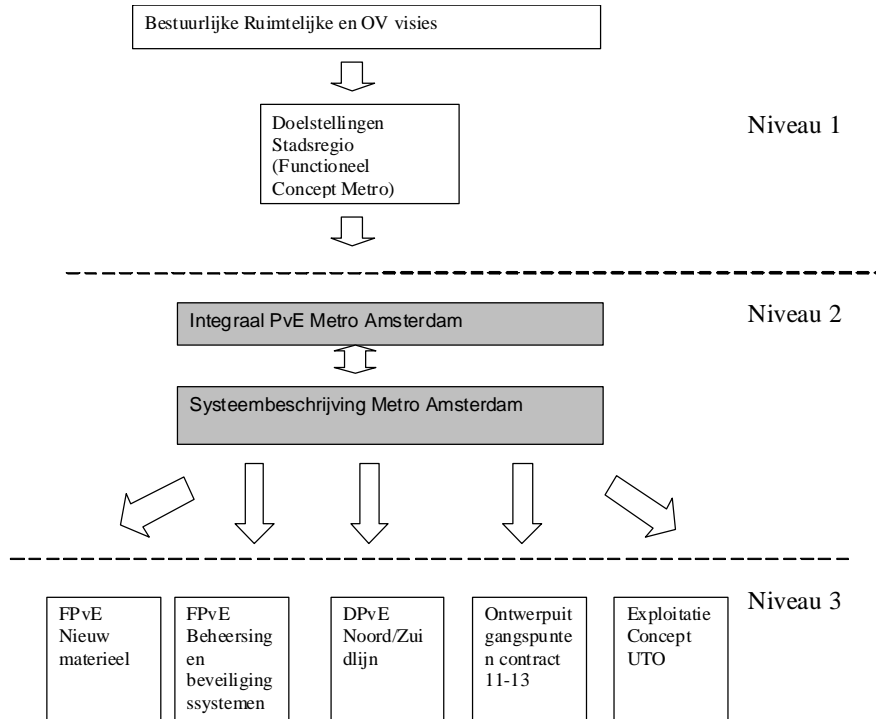 Bestuurlijke Ruimtelijke en OV visies
Doelstellingen
Stadsregio
(Functioneel
Concept Metro)
Niveau 1
Integraal PvE Metro Amsterdam
Niveau 2
Systeembeschrijving Metro Amsterdam
Niveau 3
FPvE
Nieuw
materieel
FPvE
Beheersing
en
beveiliging
ssystemen
DPvE
Noord/Zui
dlijn
Ontwerpuit
gangspunte
n contract
11-13
Exploitatie
Concept
UTO